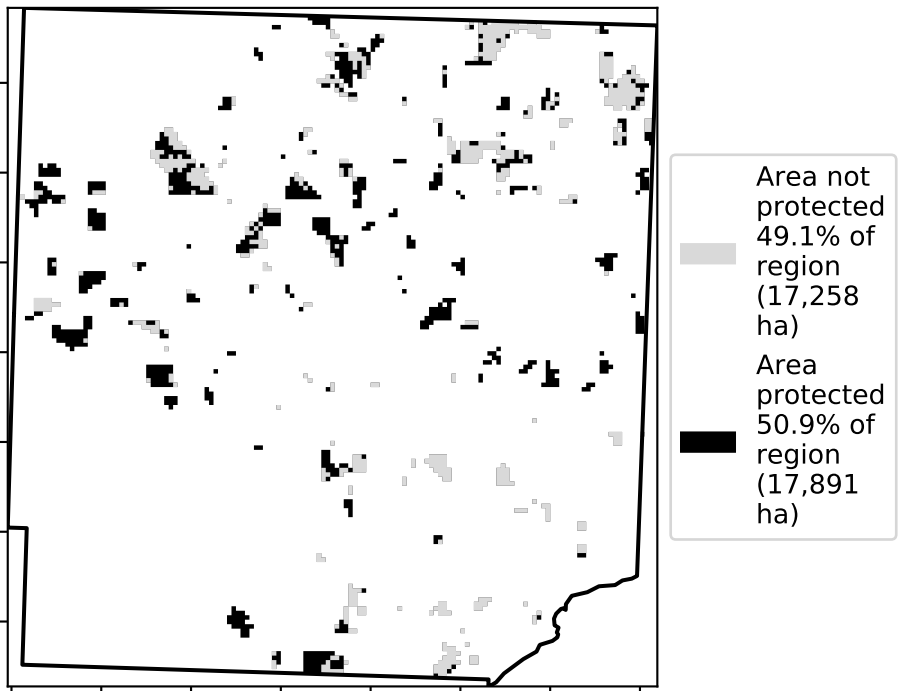 Area not
protected
49.1% of
region
(17,258
ha)
Area
protected
50.9% of
region
(17,891
ha)